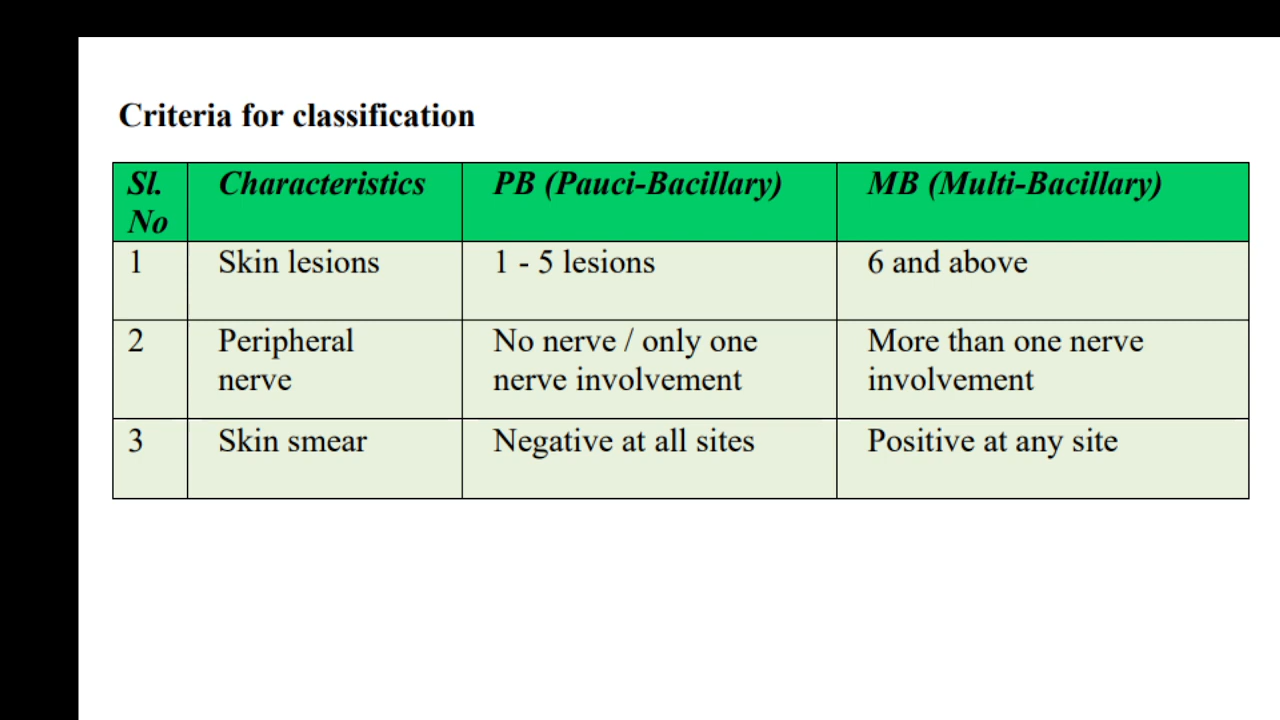 Criteria for classification
Sl. No Characteristics PB (Pauci-Bacillary) MB (Multi-Bacillary)
1 Skin lesions 1 - 5 lesions 6 and above
2 Peripheral nerve No nerve / only one nerve involvement More than one nerve involvement
3 Skin smear Negative at all sites Positive at any site